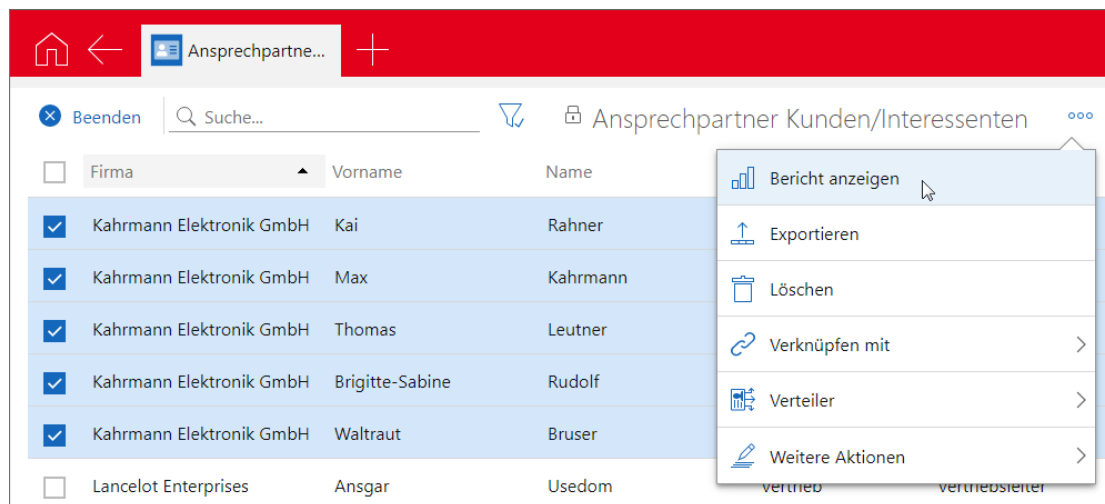 Ansprechpartne...
Beenden
Suche...
Ansprechpartner Kunden/Interessenten
Firma Vorname Name
Bericht anzeigen
Kahrmann Elektronik GmbH Kai Rahner
Exportieren
Kahrmann Elektronik GmbH Max Kahrmann
Löschen
Kahrmann Elektronik GmbH Thomas Leutner
Verknüpfen mit
Kahrmann Elektronik GmbH Brigitte-Sabine Rudolf
Verteiler
Kahrmann Elektronik GmbH Waltraut Bruser
Weitere Aktionen
Lancelot Enterprises Ansgar Usedom Vertrieb Vertriebsleiter